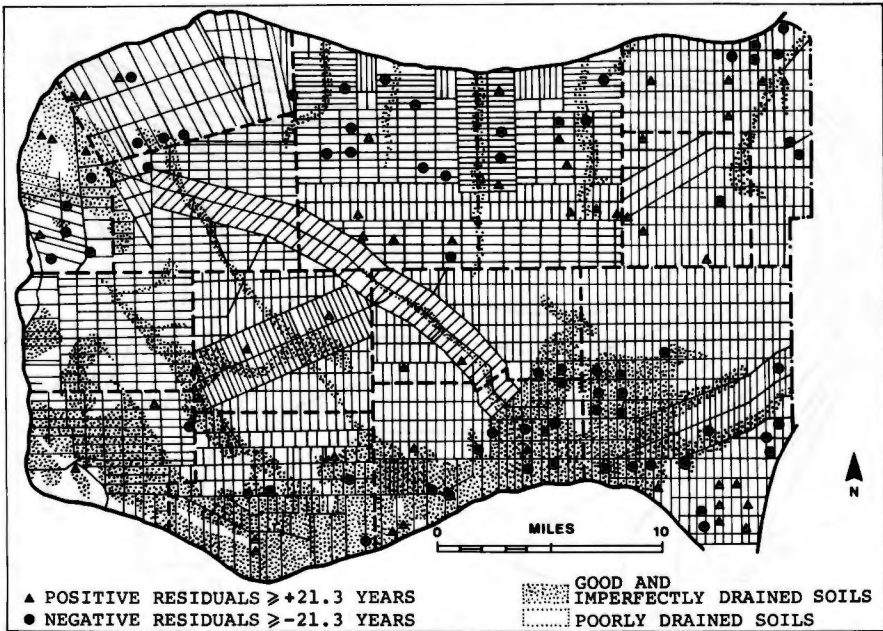 N
MILES
0 10
▲ POSITIVE RESIDUALS ≥ +21.3 YEARS
● NEGATIVE RESIDUALS ≥ -21.3 YEARS
GOOD AND
IMPERFECTLY DRAINED SOILS
POORLY DRAINED SOILS